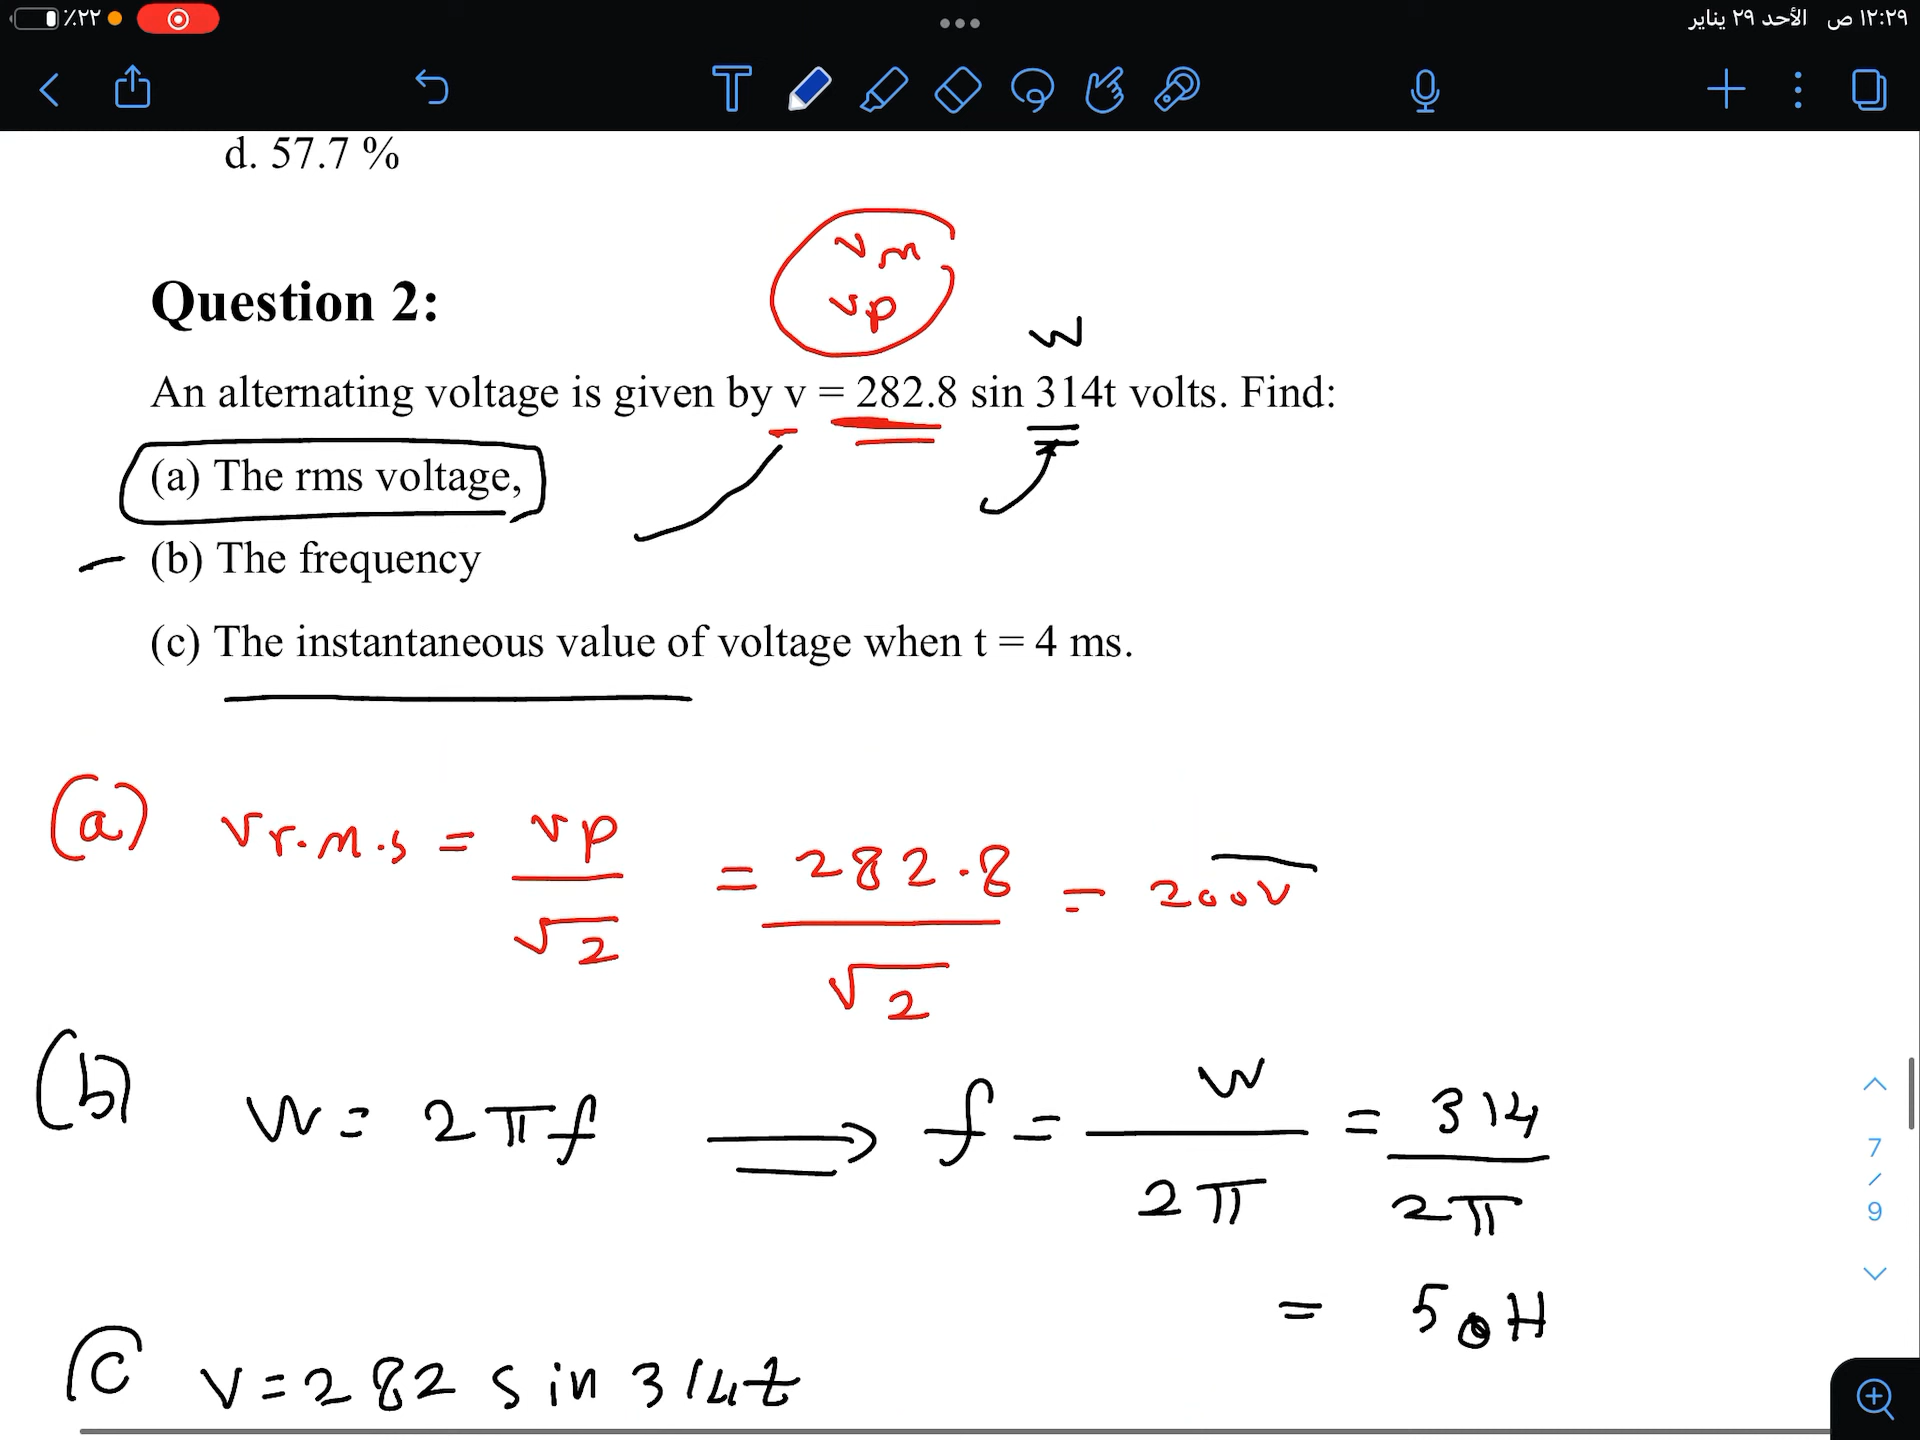 ٪٢٢
١٢:٢٩ ص الأحد ٢٩ يناير
T
d. 57.7 %
vm
vp
Question 2:
w
An alternating voltage is given by v = 282.8 sin 314t volts. Find:
(a) The rms voltage,
(b) The frequency
(c) The instantaneous value of voltage when t = 4 ms.
(a) vr.m.s = vp / √2 = 282.8 / √2 = 200v
(b) w = 2πf ⟹ f = w / 2π = 314 / 2π
= 50H
(c v = 282 sin 314t
7
/
9